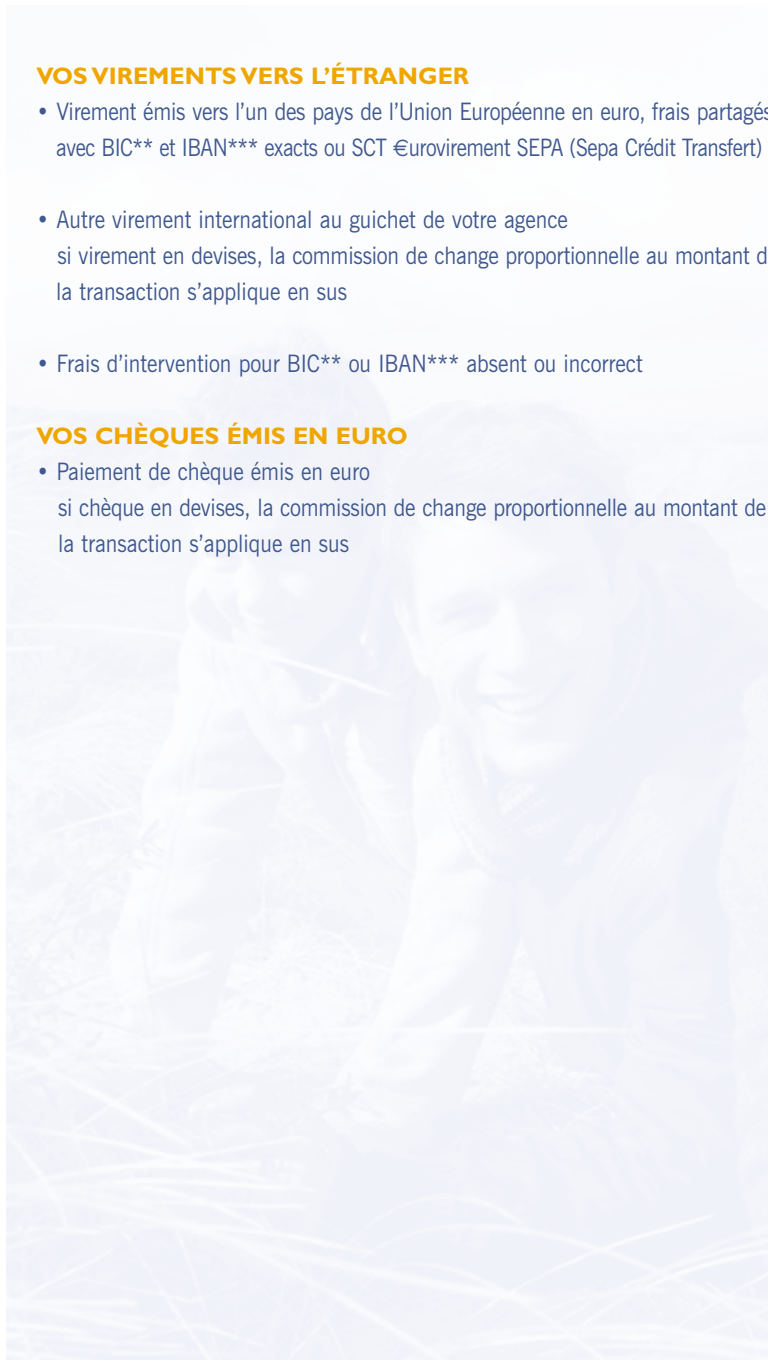 VOS VIREMENTS VERS L’ÉTRANGER
• Virement émis vers l’un des pays de l’Union Européenne en euro, frais partagés
avec BIC** et IBAN*** exacts ou SCT €urovirement SEPA (Sepa Crédit Transfert)
• Autre virement international au guichet de votre agence
si virement en devises, la commission de change proportionnelle au montant d
la transaction s’applique en sus
• Frais d’intervention pour BIC** ou IBAN*** absent ou incorrect
VOS CHÈQUES ÉMIS EN EURO
• Paiement de chèque émis en euro
si chèque en devises, la commission de change proportionnelle au montant de
la transaction s’applique en sus